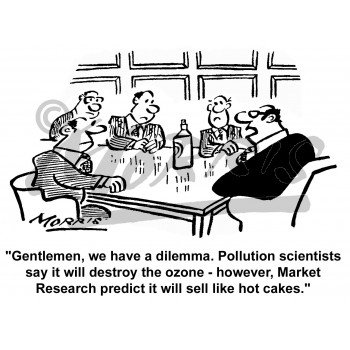 MORRIS
"Gentlemen, we have a dilemma. Pollution scientists
say it will destroy the ozone - however, Market
Research predict it will sell like hot cakes."